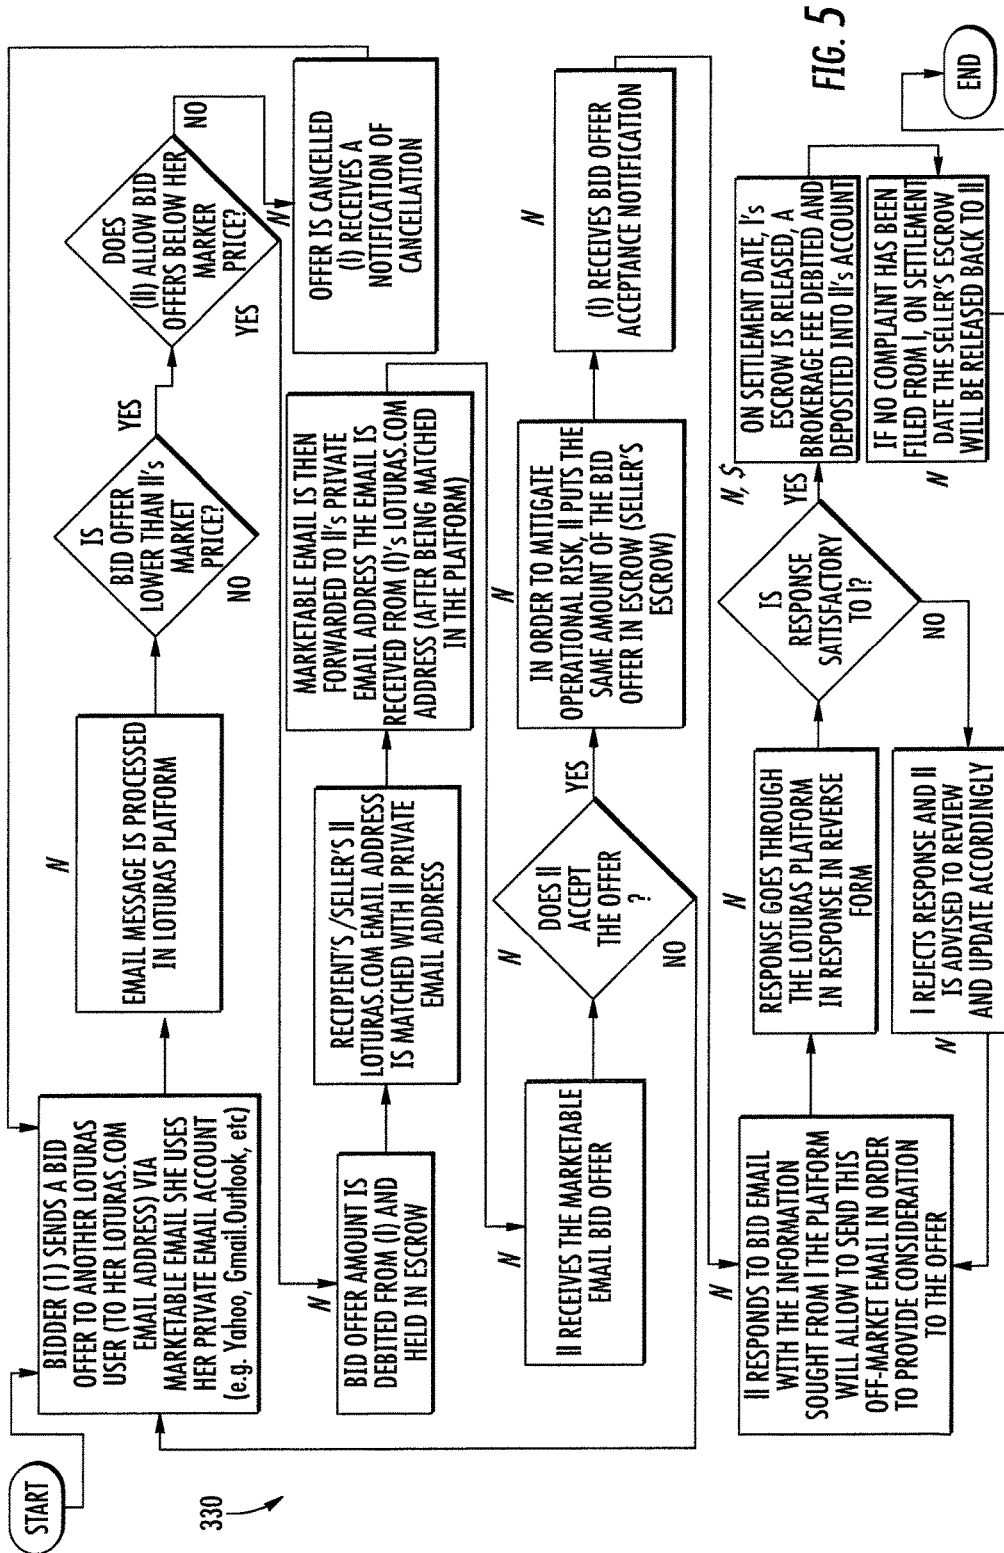 START
330
BIDDER (1) SENDS A BID
OFFER TO ANOTHER LOTURAS
USER (TO HER LOTURAS.COM
EMAIL ADDRESS) VIA
MARKETABLE EMAIL SHE USES
HER PRIVATE EMAIL ACCOUNT
(e.g. Yahoo, Gmail.Outlook, etc)
N
EMAIL MESSAGE IS PROCESSED
IN LOTURAS PLATFORM
IS
BID OFFER
LOWER THAN II's
MARKET
PRICE?
YES
NO
DOES
(II) ALLOW BID
OFFERS BELOW HER
MARKER
PRICE?
NO
YES
N
OFFER IS CANCELLED
(I) RECEIVES A
NOTIFICATION OF
CANCELLATION
N
BID OFFER AMOUNT IS
DEBITED FROM (I) AND
HELD IN ESCROW
RECIPIENTS/SELLER'S II
LOTURAS.COM EMAIL ADDRESS
IS MATCHED WITH II PRIVATE
EMAIL ADDRESS
MARKETABLE EMAIL IS THEN
FORWARDED TO II's PRIVATE
EMAIL ADDRESS THE EMAIL IS
RECEIVED FROM (I)'s LOTURAS.COM
ADDRESS (AFTER BEING MATCHED
IN THE PLATFORM)
N
II RECEIVES THE MARKETABLE
EMAIL BID OFFER
N
DOES II
ACCEPT
THE OFFER
?
YES
NO
N
IN ORDER TO MITIGATE
OPERATIONAL RISK, II PUTS THE
SAME AMOUNT OF THE BID
OFFER IN ESCROW (SELLER'S
ESCROW)
N
(I) RECEIVES BID OFFER
ACCEPTANCE NOTIFICATION
N
II RESPONDS TO BID EMAIL
WITH THE INFORMATION
SOUGHT FROM I THE PLATFORM
WILL ALLOW TO SEND THIS
OFF-MARKET EMAIL IN ORDER
TO PROVIDE CONSIDERATION
TO THE OFFER
N
RESPONSE GOES THROUGH
THE LOTURAS PLATFORM
IN RESPONSE IN REVERSE
FORM
IS
RESPONSE
SATISFACTORY
TO I?
YES
NO
N
I REJECTS RESPONSE AND II
IS ADVISED TO REVIEW
AND UPDATE ACCORDINGLY
N, $
ON SETTLEMENT DATE, I's
ESCROW IS RELEASED, A
BROKERAGE FEE DEBITED AND
DEPOSITED INTO II's ACCOUNT
N
IF NO COMPLAINT HAS BEEN
FILED FROM I, ON SETTLEMENT
DATE THE SELLER'S ESCROW
WILL BE RELEASED BACK TO II
END
FIG. 5